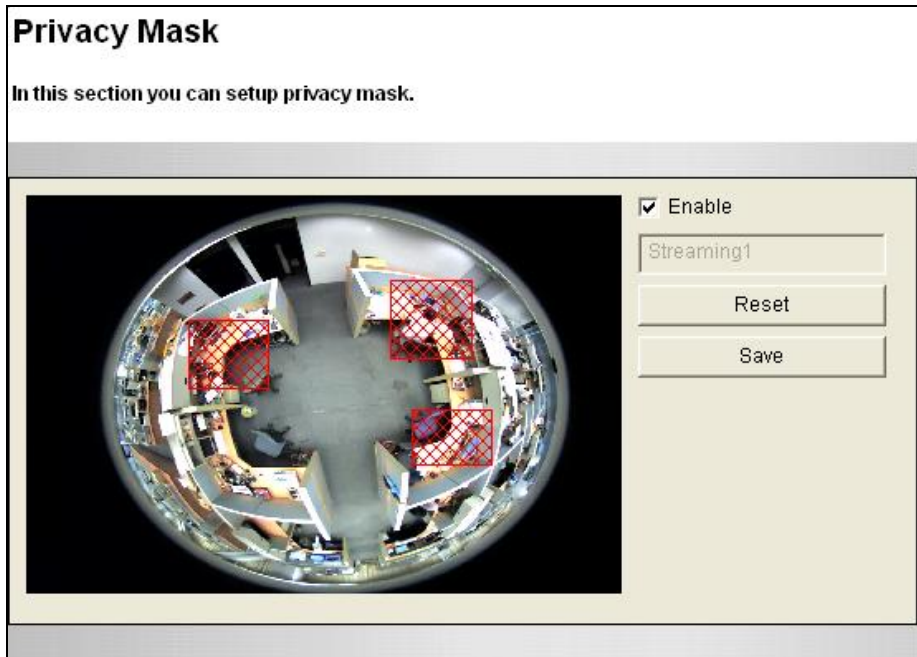 Privacy Mask
In this section you can setup privacy mask.
Enable
Streaming1
Reset
Save